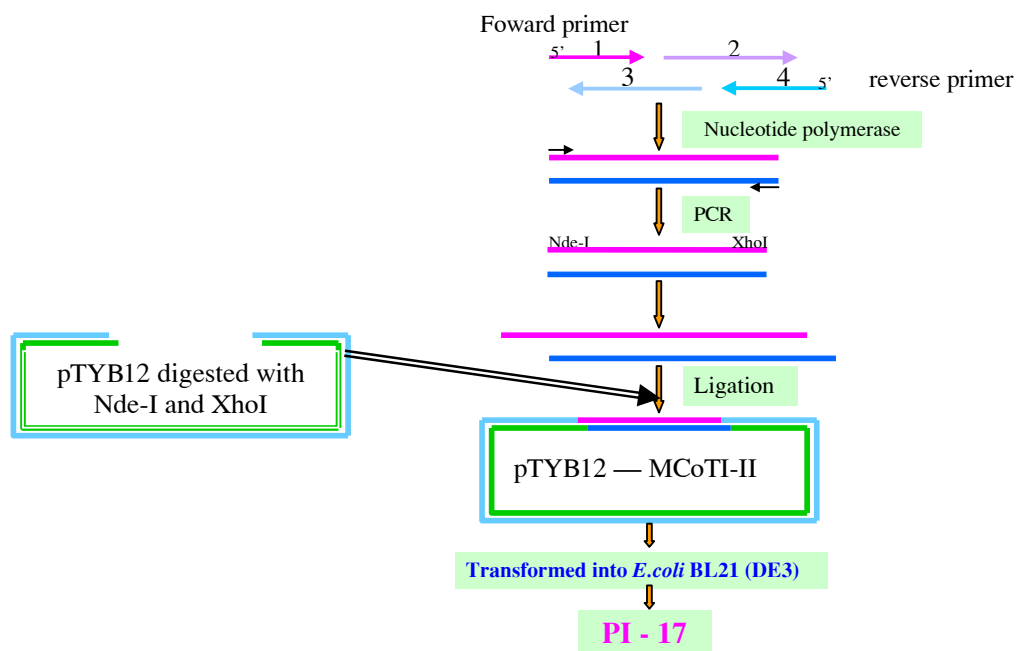 Foward primer
5’ 1 2
3 4 5’ reverse primer
Nucleotide polymerase
PCR
Nde-I XhoI
pTYB12 digested with
Nde-I and XhoI
Ligation
pTYB12 — MCoTI-II
Transformed into E.coli BL21 (DE3)
PI - 17